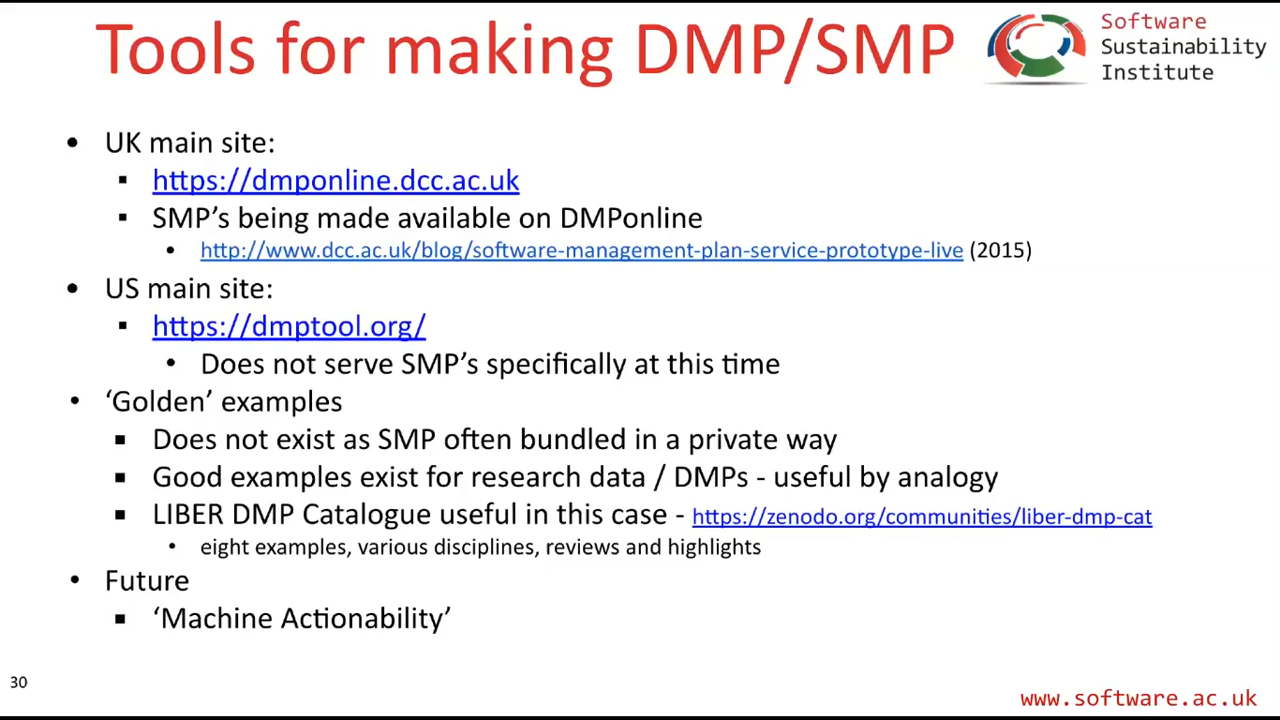 Tools for making DMP/SMP
Software
Sustainability
Institute
• UK main site:
▪ https://dmponline.dcc.ac.uk
▪ SMP's being made available on DMPonline
• http://www.dcc.ac.uk/blog/software-management-plan-service-prototype-live (2015)
• US main site:
▪ https://dmptool.org/
• Does not serve SMP's specifically at this time
• ‘Golden’ examples
▪ Does not exist as SMP often bundled in a private way
▪ Good examples exist for research data / DMPs - useful by analogy
▪ LIBER DMP Catalogue useful in this case - https://zenodo.org/communities/liber-dmp-cat
• eight examples, various disciplines, reviews and highlights
• Future
▪ ‘Machine Actionability’
30
www.software.ac.uk